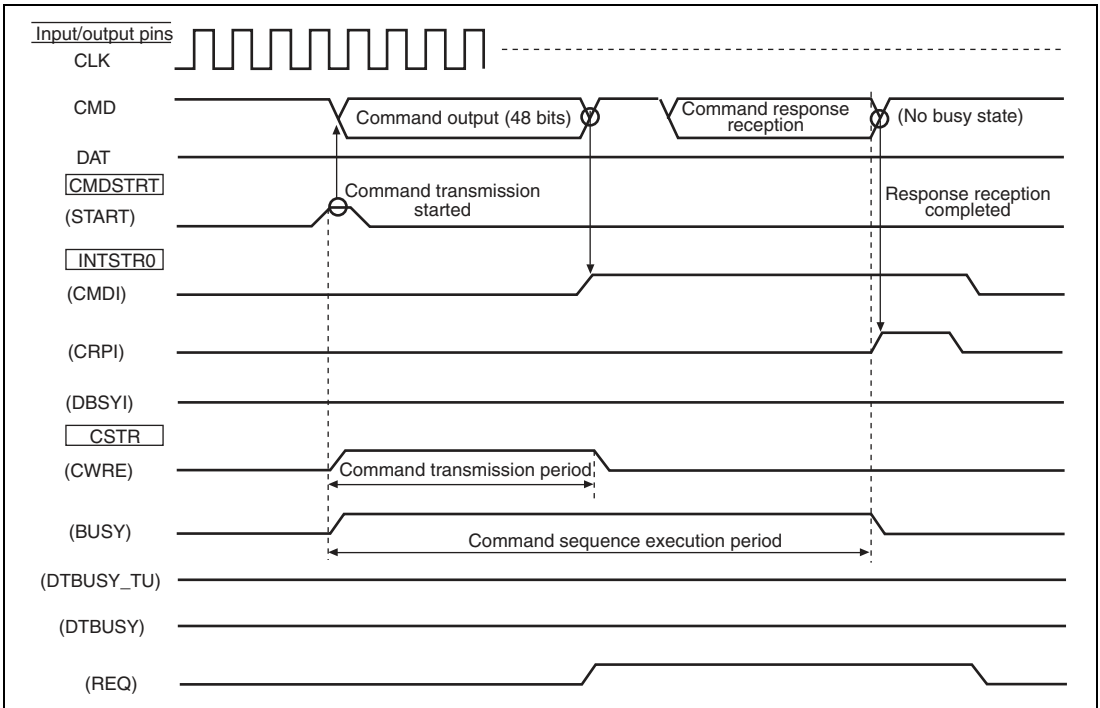 Input/output pins
CLK
CMD
Command output (48 bits)
Command response
reception
(No busy state)
DAT
CMDSTRT
(START)
Command transmission
started
Response reception
completed
INTSTR0
(CMDI)
(CRPI)
(DBSYI)
CSTR
(CWRE)
Command transmission period
(BUSY)
Command sequence execution period
(DTBUSY_TU)
(DTBUSY)
(REQ)